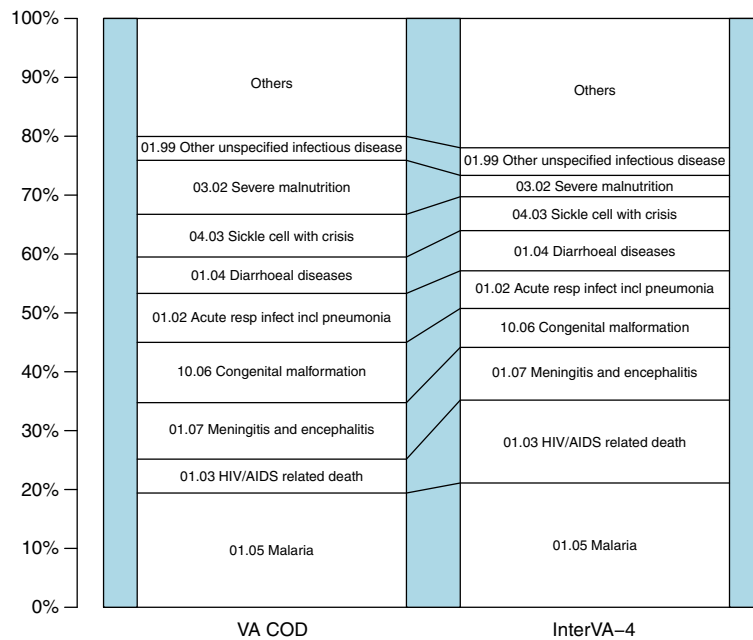 100%
90%
80%
70%
60%
50%
40%
30%
20%
10%
0%
Others
01.99 Other unspecified infectious disease
03.02 Severe malnutrition
04.03 Sickle cell with crisis
01.04 Diarrhoeal diseases
01.02 Acute resp infect incl pneumonia
10.06 Congenital malformation
01.07 Meningitis and encephalitis
01.03 HIV/AIDS related death
01.05 Malaria
VA COD
Others
01.99 Other unspecified infectious disease
03.02 Severe malnutrition
04.03 Sickle cell with crisis
01.04 Diarrhoeal diseases
01.02 Acute resp infect incl pneumonia
10.06 Congenital malformation
01.07 Meningitis and encephalitis
01.03 HIV/AIDS related death
01.05 Malaria
InterVA−4